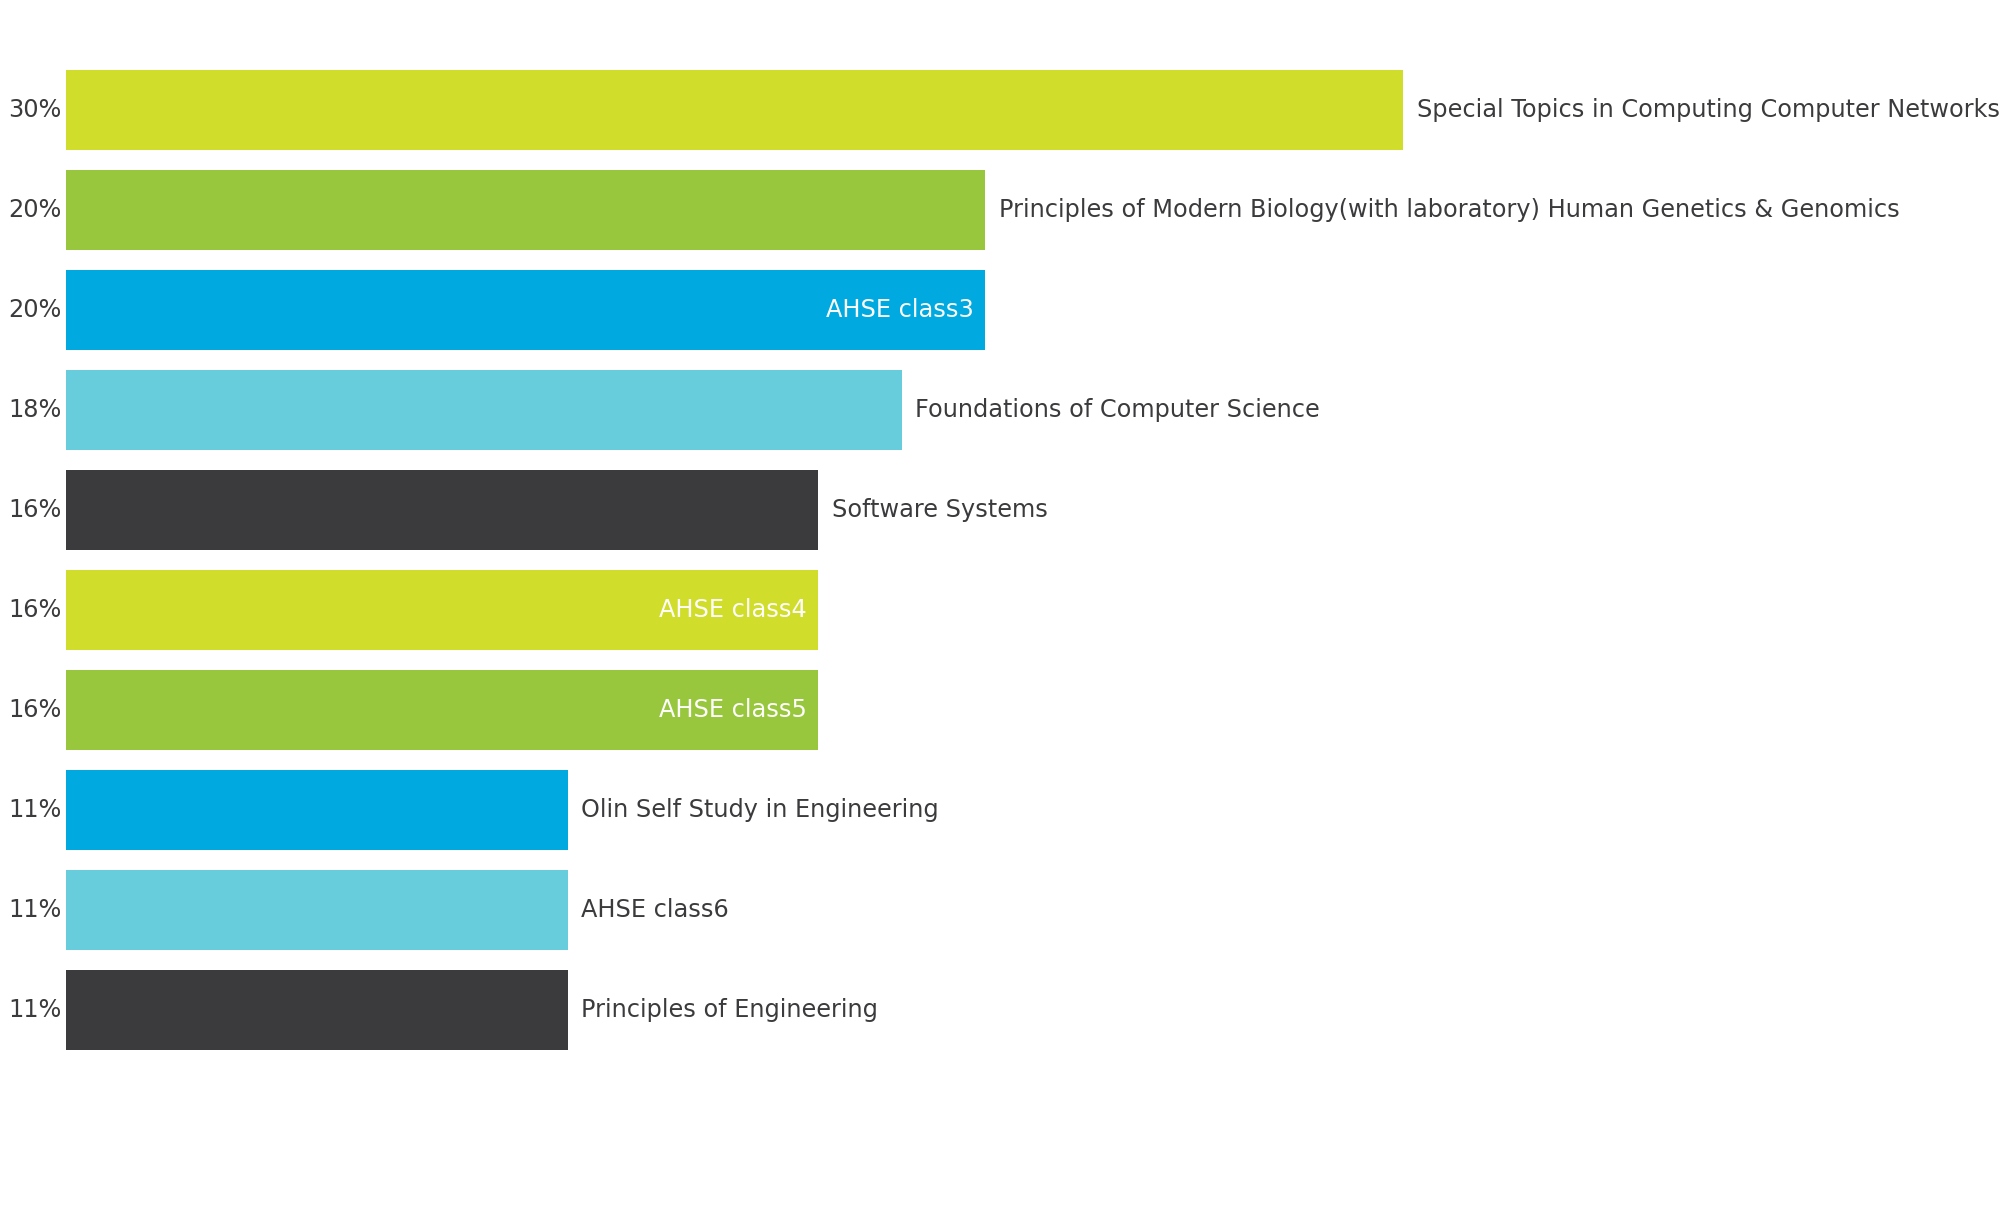 30% Special Topics in Computing Computer Networks
20% Principles of Modern Biology(with laboratory) Human Genetics & Genomics
20% AHSE class3
18% Foundations of Computer Science
16% Software Systems
16% AHSE class4
16% AHSE class5
11% Olin Self Study in Engineering
11% AHSE class6
11% Principles of Engineering